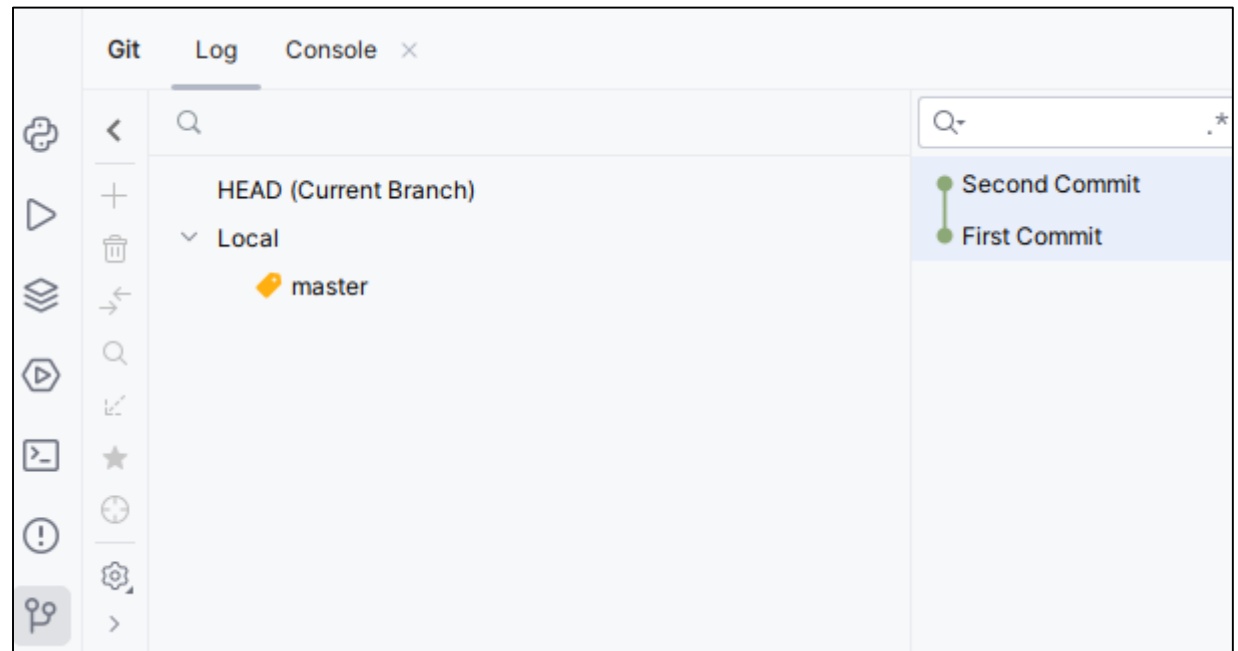 Git Log Console
HEAD (Current Branch)
Local
master
.*
Second Commit
First Commit